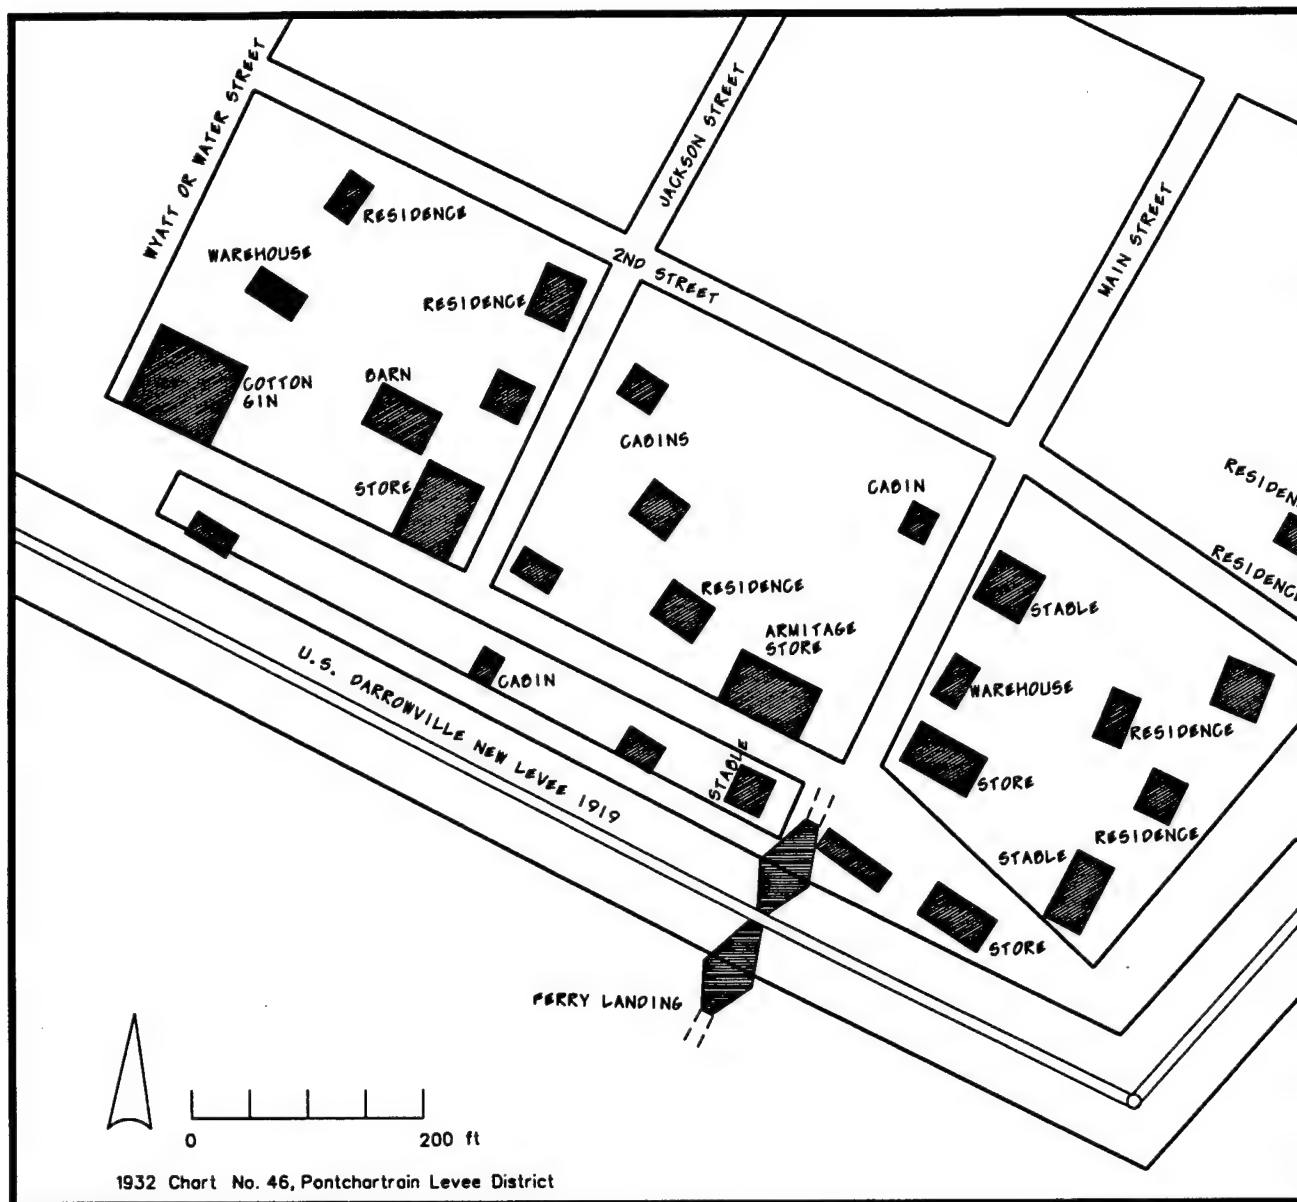 WYATT OR WATER STREET
JACKSON STREET
MAIN STREET
2ND STREET
RESIDENCE
WAREHOUSE
RESIDENCE
COTTON
GIN
BARN
STORE
CABINS
CABIN
RESIDENCE
ARMITAGE
STORE
RESIDEN
RESIDENCE
STABLE
WAREHOUSE
RESIDENCE
STORE
RESIDENCE
STABLE
CABIN
U.S. DARROWVILLE NEW LEVEE 1919
STABLE
STORE
FERRY LANDING
0
200 ft
1932 Chart No. 46, Pontchartrain Levee District